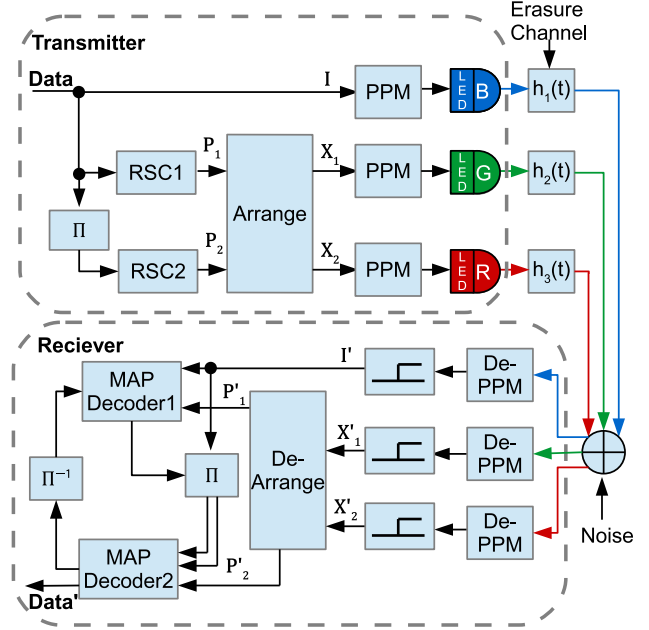 Erasure
Channel
Transmitter
Data
I
PPM
LED
B
h₁(t)
P₁
X₁
RSC1
PPM
LED
G
h₂(t)
Arrange
Π
P₂
X₂
RSC2
PPM
LED
R
h₃(t)
Reciever
I'
MAP
Decoder1
De-
PPM
P'₁
De-
Arrange
X'₁
De-
PPM
Π⁻¹
Π
X'₂
De-
PPM
Noise
MAP
Decoder2
P'₂
Data'